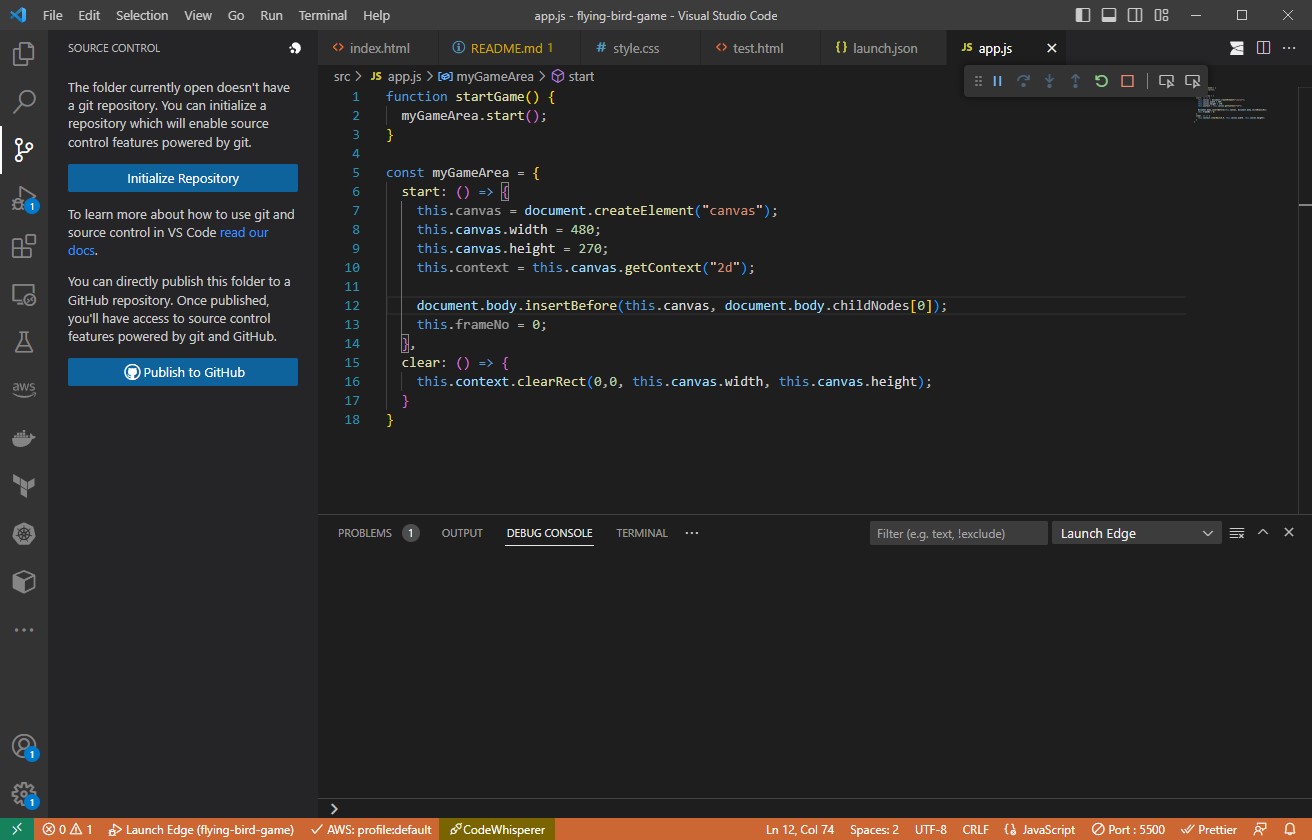 File Edit Selection View Go Run Terminal Help
app.js - flying-bird-game - Visual Studio Code
SOURCE CONTROL
The folder currently open doesn't have
a git repository. You can initialize a
repository which will enable source
control features powered by git.
Initialize Repository
To learn more about how to use git and
source control in VS Code read our
docs.
You can directly publish this folder to a
GitHub repository. Once published,
you'll have access to source control
features powered by git and GitHub.
Publish to GitHub
1
aws
1
1
index.html README.md 1 # style.css test.html {} launch.json JS app.js
src > JS app.js > myGameArea > start
1 function startGame() {
2 myGameArea.start();
3 }
4
5 const myGameArea = {
6 start: () => {
7 this.canvas = document.createElement("canvas");
8 this.canvas.width = 480;
9 this.canvas.height = 270;
10 this.context = this.canvas.getContext("2d");
11
12 document.body.insertBefore(this.canvas, document.body.childNodes[0]);
13 this.frameNo = 0;
14 },
15 clear: () => {
16 this.context.clearRect(0,0, this.canvas.width, this.canvas.height);
17 }
18 }
PROBLEMS 1 OUTPUT DEBUG CONSOLE TERMINAL ...
Filter (e.g. text, !exclude) Launch Edge
>
0 1 Launch Edge (flying-bird-game) AWS: profile:default CodeWhisperer Ln 12, Col 74 Spaces: 2 UTF-8 CRLF JavaScript Port : 5500 Prettier